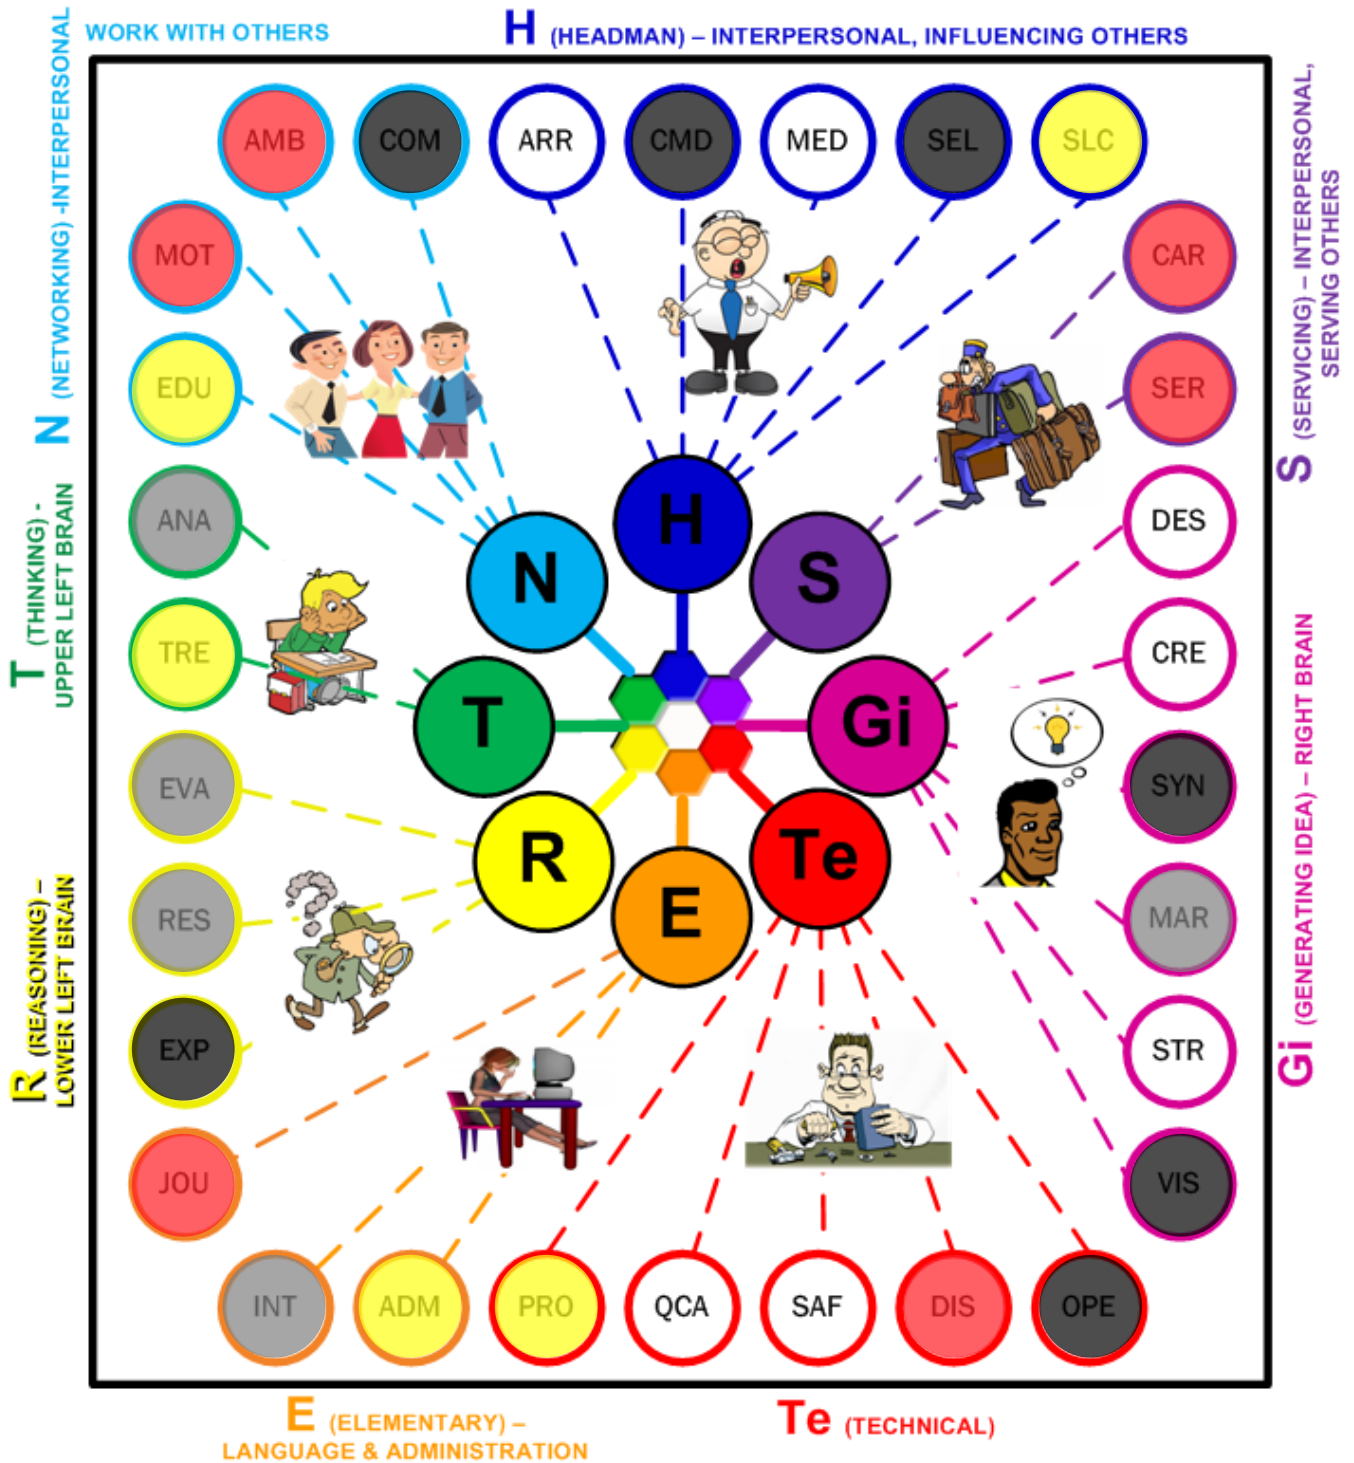 WORK WITH OTHERS
H (HEADMAN) – INTERPERSONAL, INFLUENCING OTHERS
N (NETWORKING) -INTERPERSONAL
T (THINKING) -
UPPER LEFT BRAIN
R (REASONING) –
LOWER LEFT BRAIN
AMB
COM
ARR
CMD
MED
SEL
SLC
MOT
CAR
EDU
SER
ANA
DES
TRE
CRE
EVA
SYN
RES
MAR
EXP
STR
JOU
VIS
INT
ADM
PRO
QCA
SAF
DIS
OPE
H
N
S
T
Gi
R
Te
E
S (SERVICING) – INTERPERSONAL,
SERVING OTHERS
Gi (GENERATING IDEA) – RIGHT BRAIN
E (ELEMENTARY) –
LANGUAGE & ADMINISTRATION
Te (TECHNICAL)